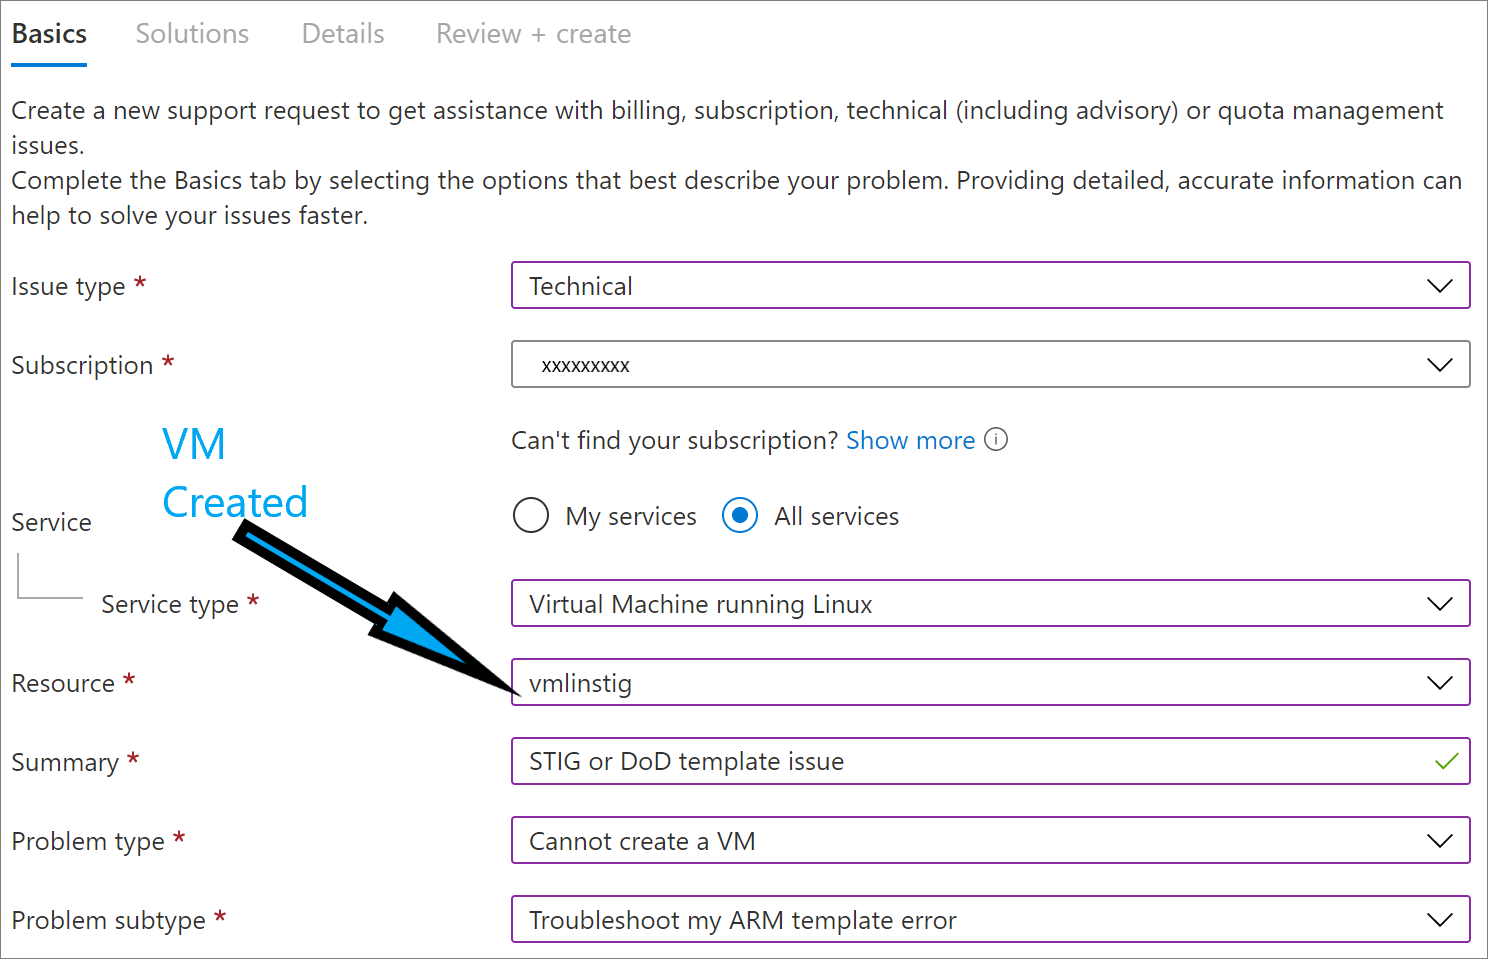 Basics Solutions Details Review + create
Create a new support request to get assistance with billing, subscription, technical (including advisory) or quota management
issues.
Complete the Basics tab by selecting the options that best describe your problem. Providing detailed, accurate information can
help to solve your issues faster.
Issue type * Technical
Subscription * xxxxxxxxx
Can't find your subscription? Show more
VM
Created
Service My services All services
Service type * Virtual Machine running Linux
Resource * vmlinstig
Summary * STIG or DoD template issue
Problem type * Cannot create a VM
Problem subtype * Troubleshoot my ARM template error